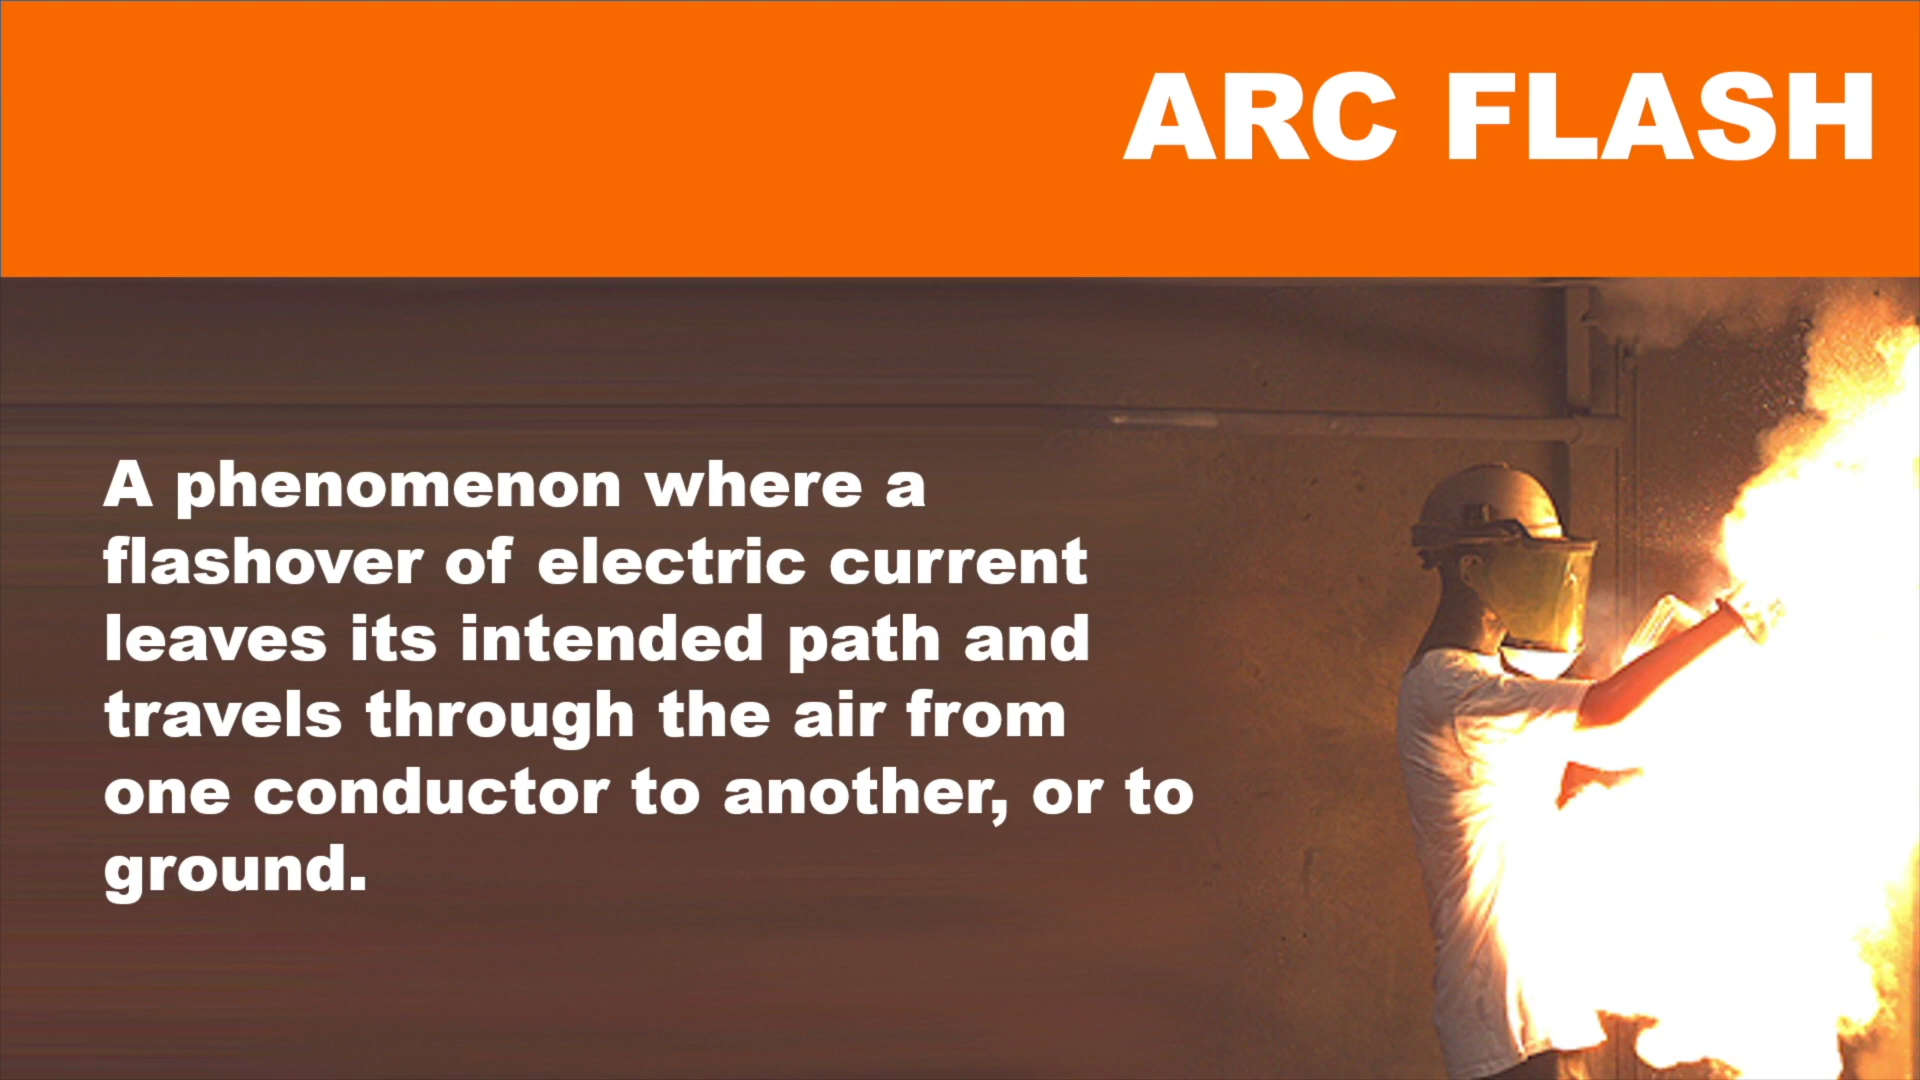 ARC FLASH
A phenomenon where a
flashover of electric current
leaves its intended path and
travels through the air from
one conductor to another, or to
ground.